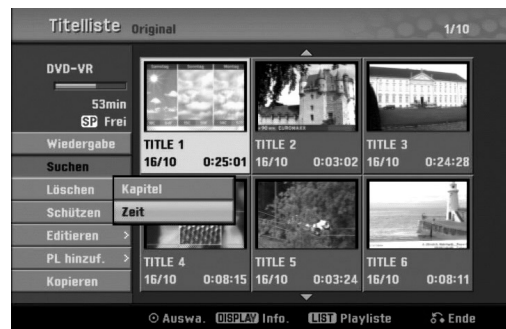 Titelliste Original 1/10
DVD-VR
53min
SP Frei
Wiedergabe
Suchen
Löschen
Schützen
Editieren >
PL hinzuf. >
Kopieren
Kapitel
Zeit
TITLE 1
16/10 0:25:01
TITLE 2
16/10 0:03:02
TITLE 3
16/10 0:24:28
TITLE 4
16/10 0:08:15
TITLE 5
16/10 0:03:24
TITLE 6
16/10 0:08:11
Auswa. DISPLAY Info. LIST Playliste Ende